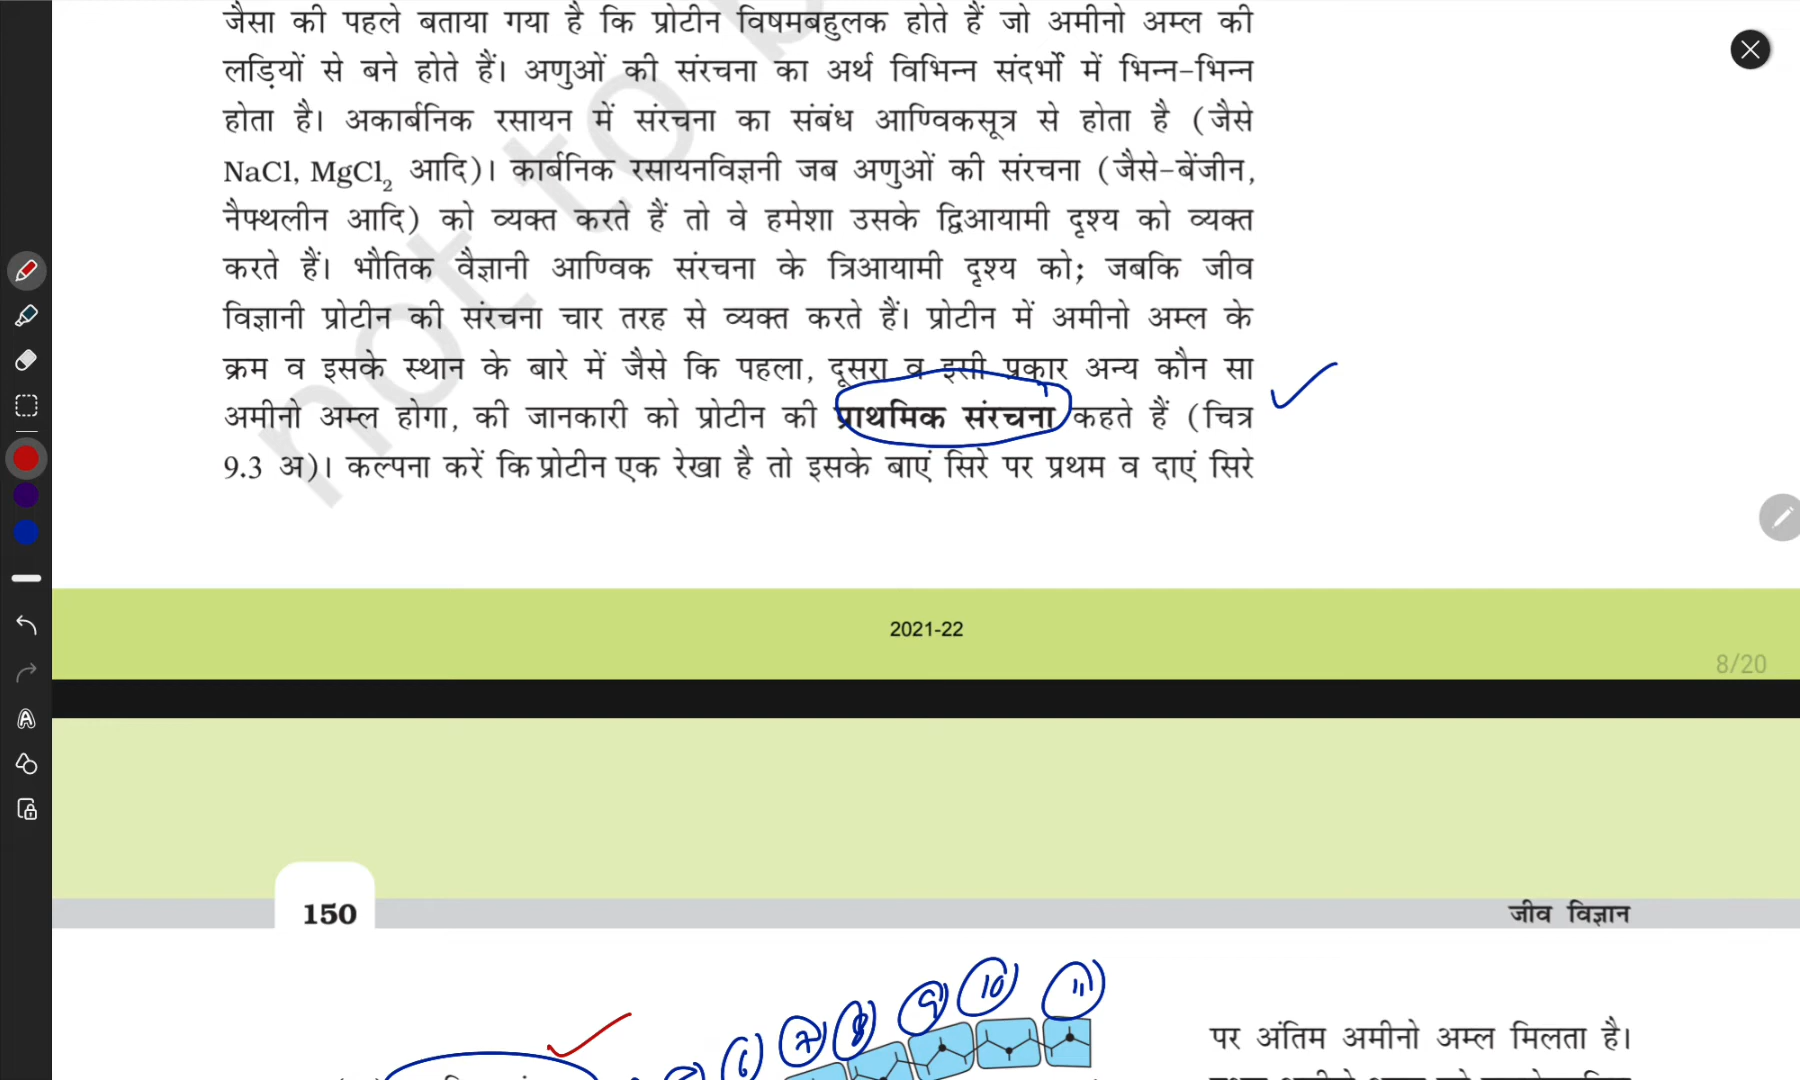 जैसा की पहले बताया गया है कि प्रोटीन विषमबहुलक होते हैं जो अमीनो अम्ल की
लड़ियों से बने होते हैं। अणुओं की संरचना का अर्थ विभिन्न संदर्भों में भिन्न-भिन्न
होता है। अकार्बनिक रसायन में संरचना का संबंध आण्विकसूत्र से होता है (जैसे
NaCl, MgCl₂ आदि)। कार्बनिक रसायनविज्ञनी जब अणुओं की संरचना (जैसे-बेंजीन,
नैफ्थलीन आदि) को व्यक्त करते हैं तो वे हमेशा उसके द्विआयामी दृश्य को व्यक्त
करते हैं। भौतिक वैज्ञानी आण्विक संरचना के त्रिआयामी दृश्य को; जबकि जीव
विज्ञानी प्रोटीन की संरचना चार तरह से व्यक्त करते हैं। प्रोटीन में अमीनो अम्ल के
क्रम व इसके स्थान के बारे में जैसे कि पहला, दूसरा व इसी प्रकार अन्य कौन सा
अमीनो अम्ल होगा, की जानकारी को प्रोटीन की प्राथमिक संरचना कहते हैं (चित्र
9.3 अ)। कल्पना करें कि प्रोटीन एक रेखा है तो इसके बाएं सिरे पर प्रथम व दाएं सिरे
not to b
2021-22
8/20
150
जीव विज्ञान
6 7 8 9 10 11
पर अंतिम अमीनो अम्ल मिलता है।